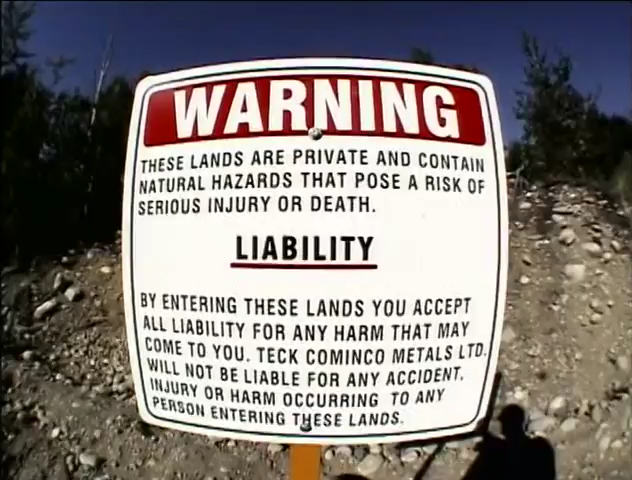 WARNING
THESE LANDS ARE PRIVATE AND CONTAIN
NATURAL HAZARDS THAT POSE A RISK OF
SERIOUS INJURY OR DEATH.
LIABILITY
BY ENTERING THESE LANDS YOU ACCEPT
ALL LIABILITY FOR ANY HARM THAT MAY
COME TO YOU. TECK COMINCO METALS LTD.
WILL NOT BE LIABLE FOR ANY ACCIDENT,
INJURY OR HARM OCCURRING TO ANY
PERSON ENTERING THESE LANDS.